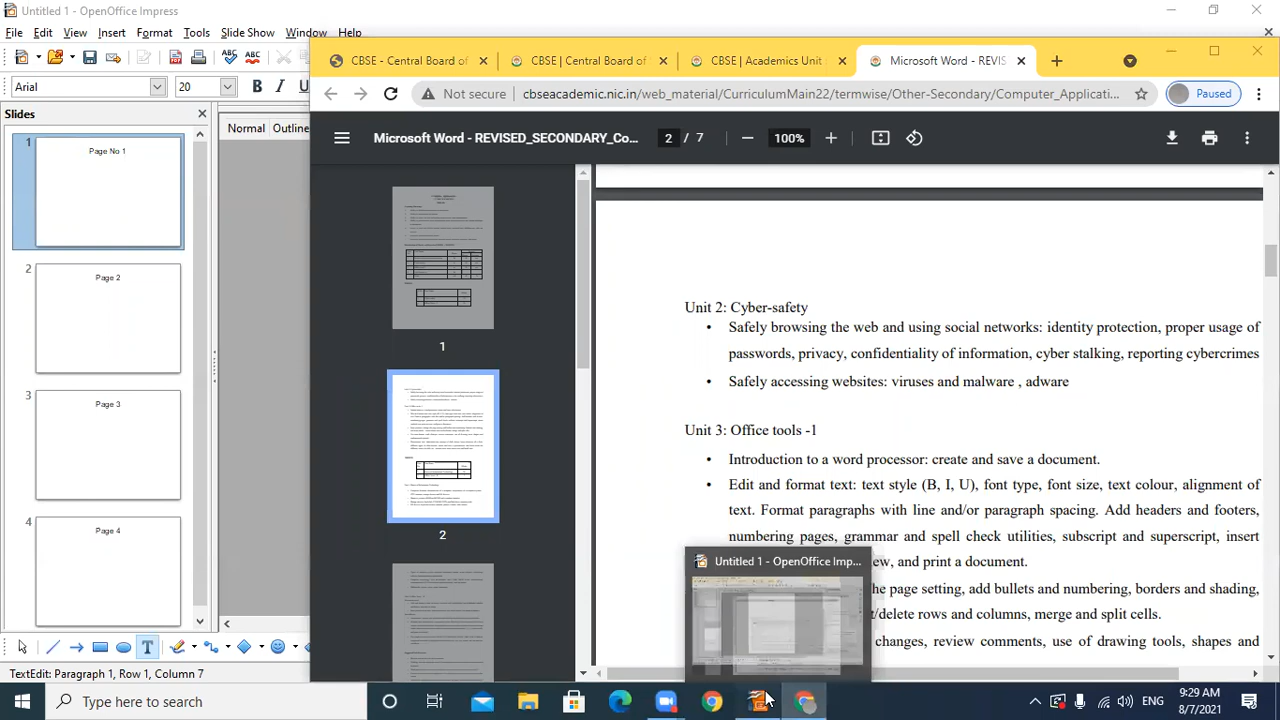 Untitled 1 - OpenOffice Impress
File Edit View Insert Format Tools Slide Show Window Help
Arial 20 B I U
Slides
Normal Outline
1 Page No 1
2 Page 2
3 Page 3
4 Page 4
TextEdit: Paragraph 1, Row
Column 7
CBSE - Central Board of
CBSE | Central Board of
CBSE | Academics Unit
Microsoft Word - REVIS
Not secure cbseacademic.nic.in/web_material/CurriculumMain22/termwise/Other-Secondary/Computer_Applicati... Paused
Microsoft Word - REVISED_SECONDARY_Co... 2 / 7 100%
1
2
Unit 2: Cyber-safety
• Safely browsing the web and using social networks: identity protection, proper usage of
passwords, privacy, confidentiality of information, cyber stalking, reporting cybercrimes
• Safely accessing websites: viruses and malware , adware
Unit 3: Office tools -1
• Introduction to a word processor: create and save a document.
• Edit and format text: text style (B, I, U), font type, font size, text colour, alignment of
text. Format paragraphs with line and/or paragraph spacing. Add headers and footers,
numbering pages, grammar and spell check utilities, subscript and superscript, insert
and print a document.
he page setting, add bullets and numbering, borders and shading,
delete rows and columns, merge and split cells.
changes, review comments, use of drawing tools, shapes and
Untitled 1 - OpenOffice Imp...
Type here to search
ENG
9:29 AM
8/7/2021